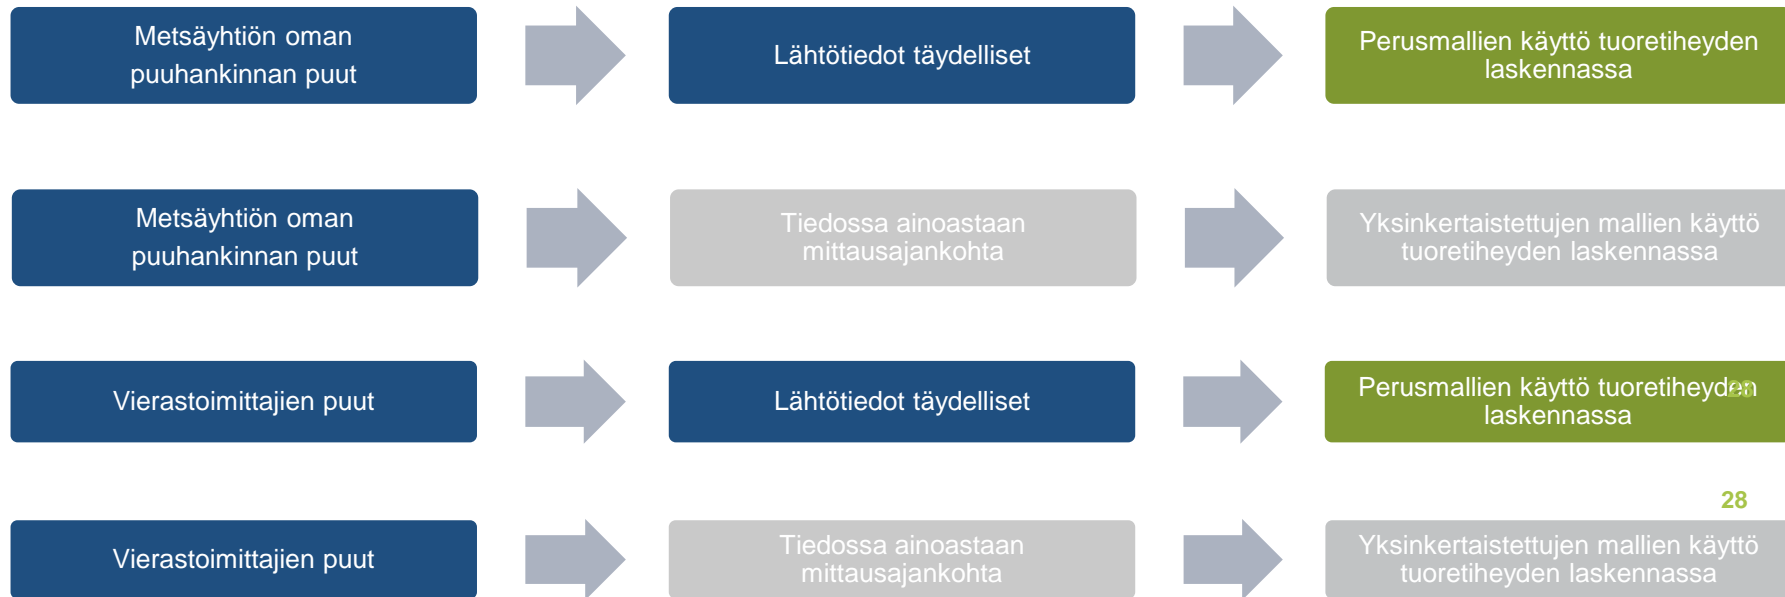 Metsäyhtiön oman
puuhankinnan puut
Lähtötiedot täydelliset
Perusmallien käyttö tuoretiheyden
laskennassa
Metsäyhtiön oman
puuhankinnan puut
Tiedossa ainoastaan
mittausajankohta
Yksinkertaistettujen mallien käyttö
tuoretiheyden laskennassa
Vierastoimittajien puut
Lähtötiedot täydelliset
Perusmallien käyttö tuoretiheyden
laskennassa
28
28
Vierastoimittajien puut
Tiedossa ainoastaan
mittausajankohta
Yksinkertaistettujen mallien käyttö
tuoretiheyden laskennassa